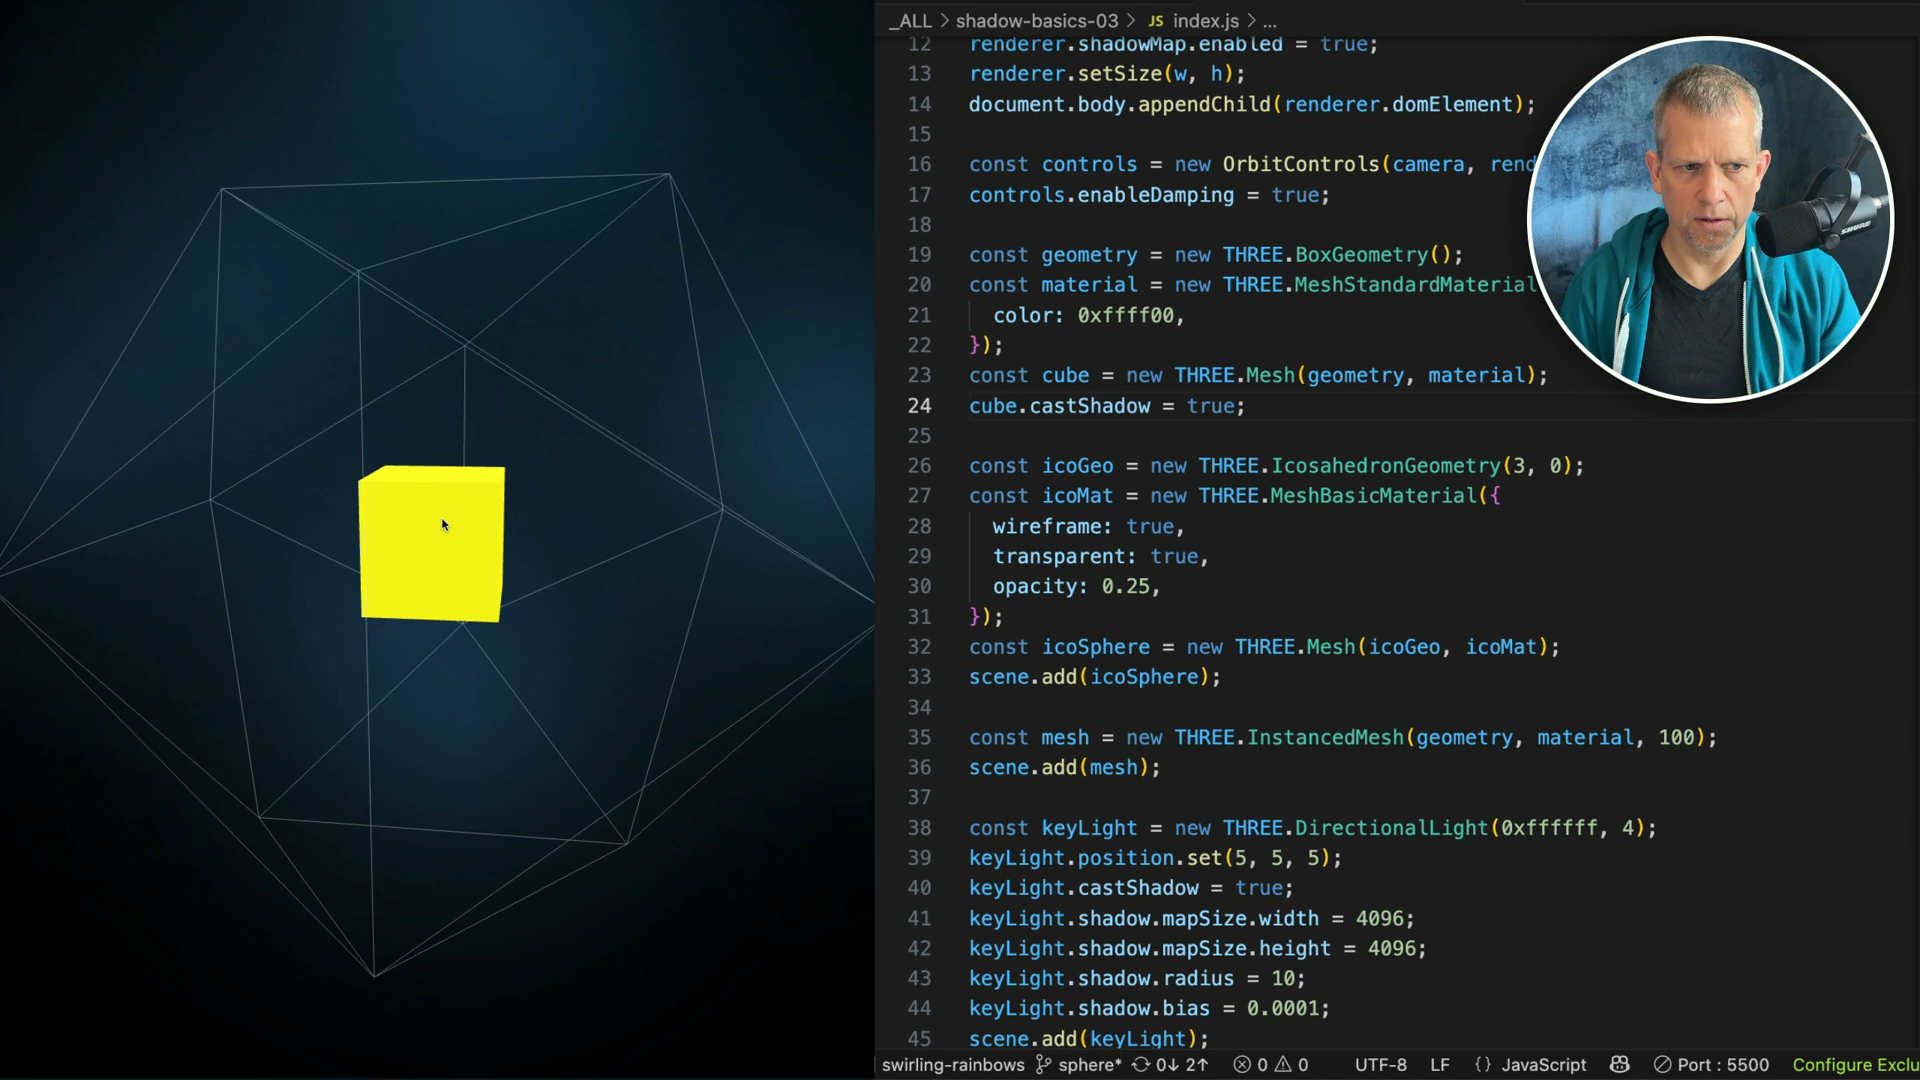 _ALL > shadow-basics-03 > JS index.js > ...
12 renderer.shadowMap.enabled = true;
13 renderer.setSize(w, h);
14 document.body.appendChild(renderer.domElement);
15
16 const controls = new OrbitControls(camera, rend
17 controls.enableDamping = true;
18
19 const geometry = new THREE.BoxGeometry();
20 const material = new THREE.MeshStandardMaterial
21 color: 0xffff00,
22 });
23 const cube = new THREE.Mesh(geometry, material);
24 cube.castShadow = true;
25
26 const icoGeo = new THREE.IcosahedronGeometry(3, 0);
27 const icoMat = new THREE.MeshBasicMaterial({
28 wireframe: true,
29 transparent: true,
30 opacity: 0.25,
31 });
32 const icoSphere = new THREE.Mesh(icoGeo, icoMat);
33 scene.add(icoSphere);
34
35 const mesh = new THREE.InstancedMesh(geometry, material, 100);
36 scene.add(mesh);
37
38 const keyLight = new THREE.DirectionalLight(0xffffff, 4);
39 keyLight.position.set(5, 5, 5);
40 keyLight.castShadow = true;
41 keyLight.shadow.mapSize.width = 4096;
42 keyLight.shadow.mapSize.height = 4096;
43 keyLight.shadow.radius = 10;
44 keyLight.shadow.bias = 0.0001;
45 scene.add(keyLight);
swirling-rainbows sphere* 0↓ 2↑ 0 0 UTF-8 LF {} JavaScript Port : 5500 Configure Exclu
SHURE